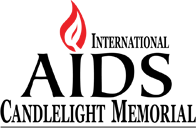 INTERNATIONAL
AIDS
CANDLELIGHT MEMORIAL